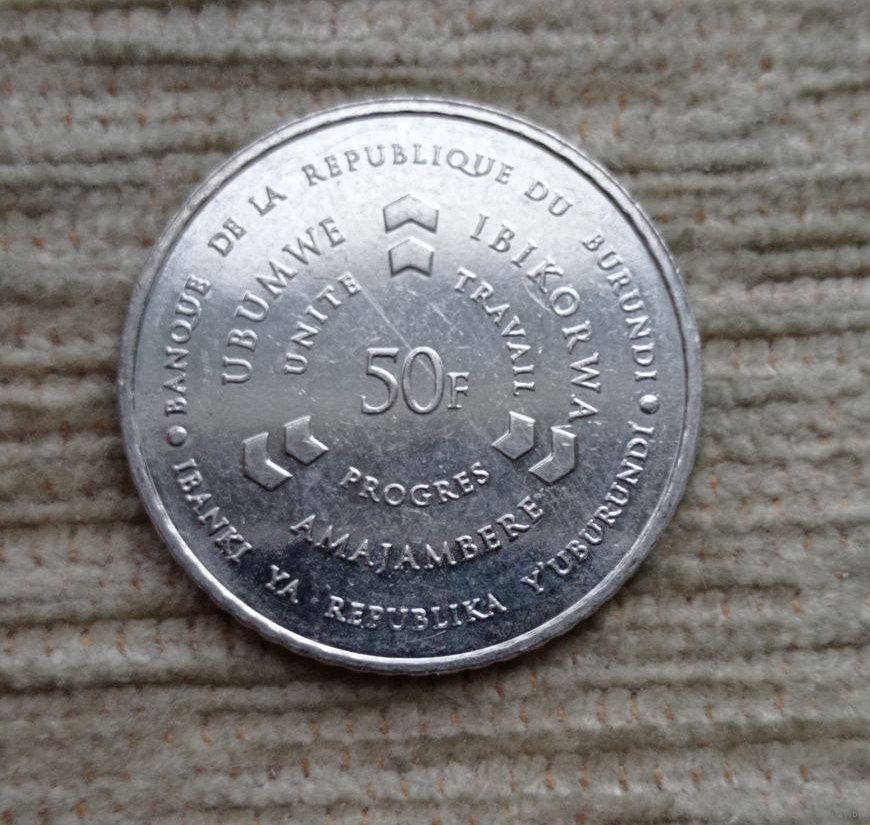 BANQUE DE LA REPUBLIQUE DU BURUNDI
UBUMWE IBIKORWA
UNITE TRAVAIL
50F
PROGRES
AMAJAMBERE
IBANKI YA REPUBLIKA Y'UBURUNDI